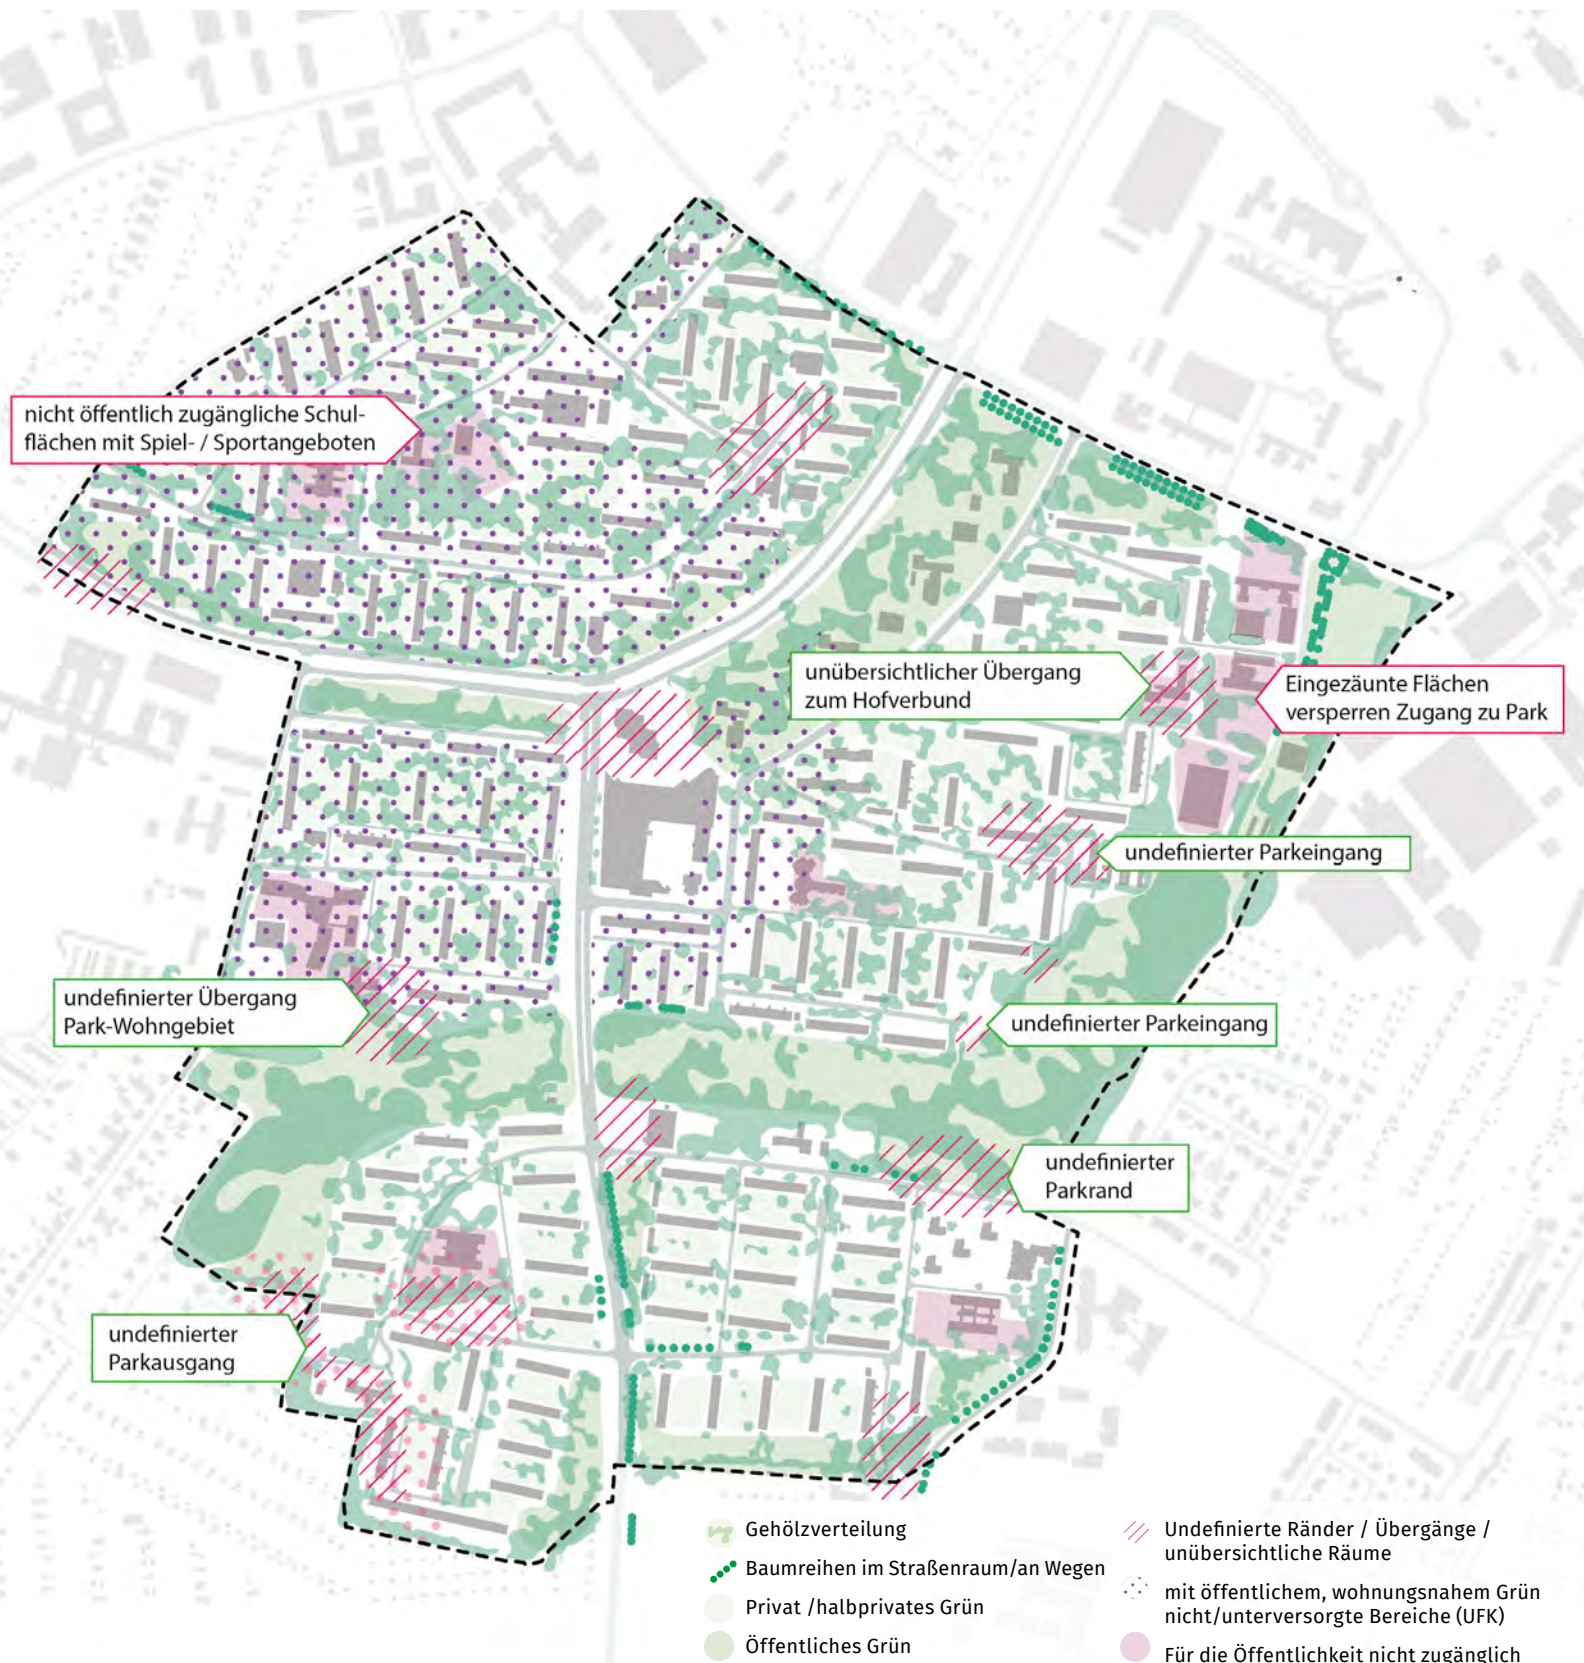 nicht öffentlich zugängliche Schul-
flächen mit Spiel- / Sportangeboten
unübersichtlicher Übergang
zum Hofverbund
Eingezäunte Flächen
versperren Zugang zu Park
undefinierter Parkeingang
undefinierter Übergang
Park-Wohngebiet
undefinierter Parkeingang
undefinierter
Parkrand
undefinierter
Parkausgang
Gehölzverteilung
Baumreihen im Straßenraum/an Wegen
Privat /halbprivates Grün
Öffentliches Grün
Undefinierte Ränder / Übergänge /
unübersichtliche Räume
mit öffentlichem, wohnungsnahem Grün
nicht/unterversorgte Bereiche (UFK)
Für die Öffentlichkeit nicht zugänglich